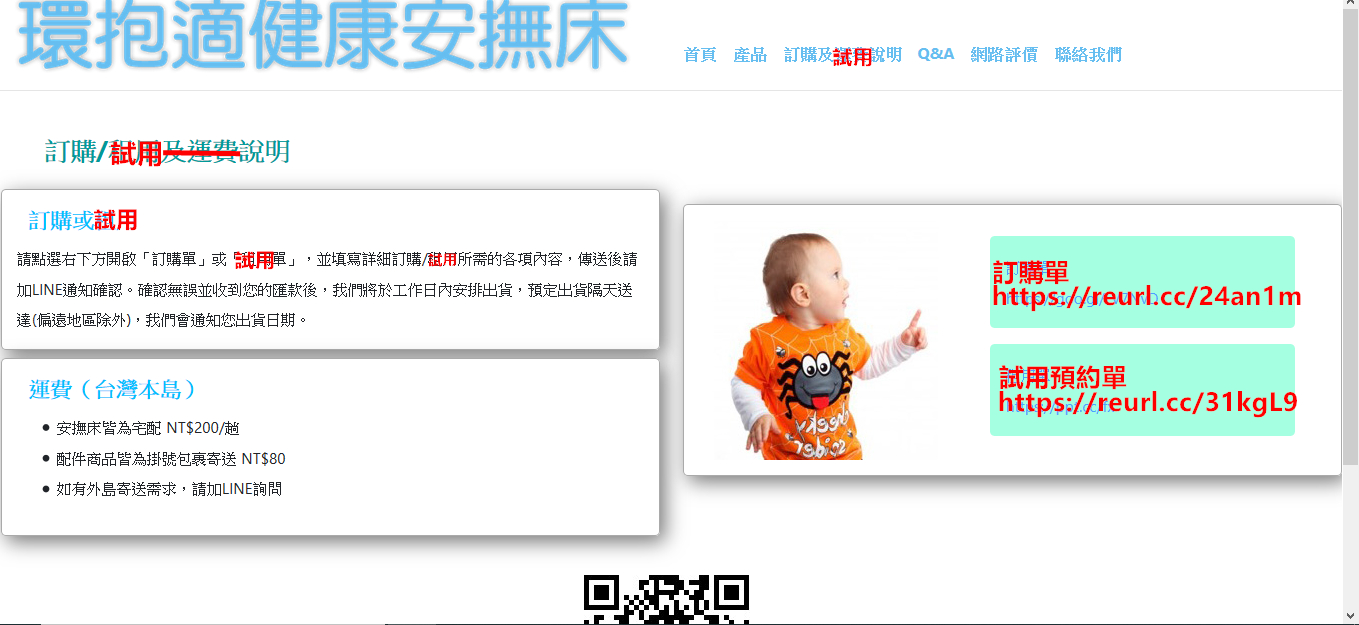 環抱適健康安撫床
首頁 產品 訂購及試用說明 Q&A 網路評價 聯絡我們
訂購/試用及運費說明
訂購或試用
請點選右下方開啟「訂購單」或「試用單」，並填寫詳細訂購/試用所需的各項內容，傳送後請
加LINE通知確認。確認無誤並收到您的匯款後，我們將於工作日內安排出貨，預定出貨隔天送
達(偏遠地區除外)，我們會通知您出貨日期。
運費（台灣本島）
安撫床皆為宅配 NT$200/趟
配件商品皆為掛號包裹寄送 NT$80
如有外島寄送需求，請加LINE詢問
訂購單
https://reurl.cc/24an1m
試用預約單
https://reurl.cc/31kgL9